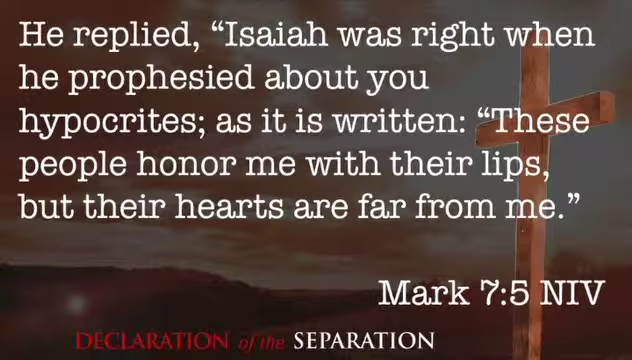 He replied, “Isaiah was right when
he prophesied about you
hypocrites; as it is written: “These
people honor me with their lips,
but their hearts are far from me.”
Mark 7:5 NIV
DECLARATION of the SEPARATION